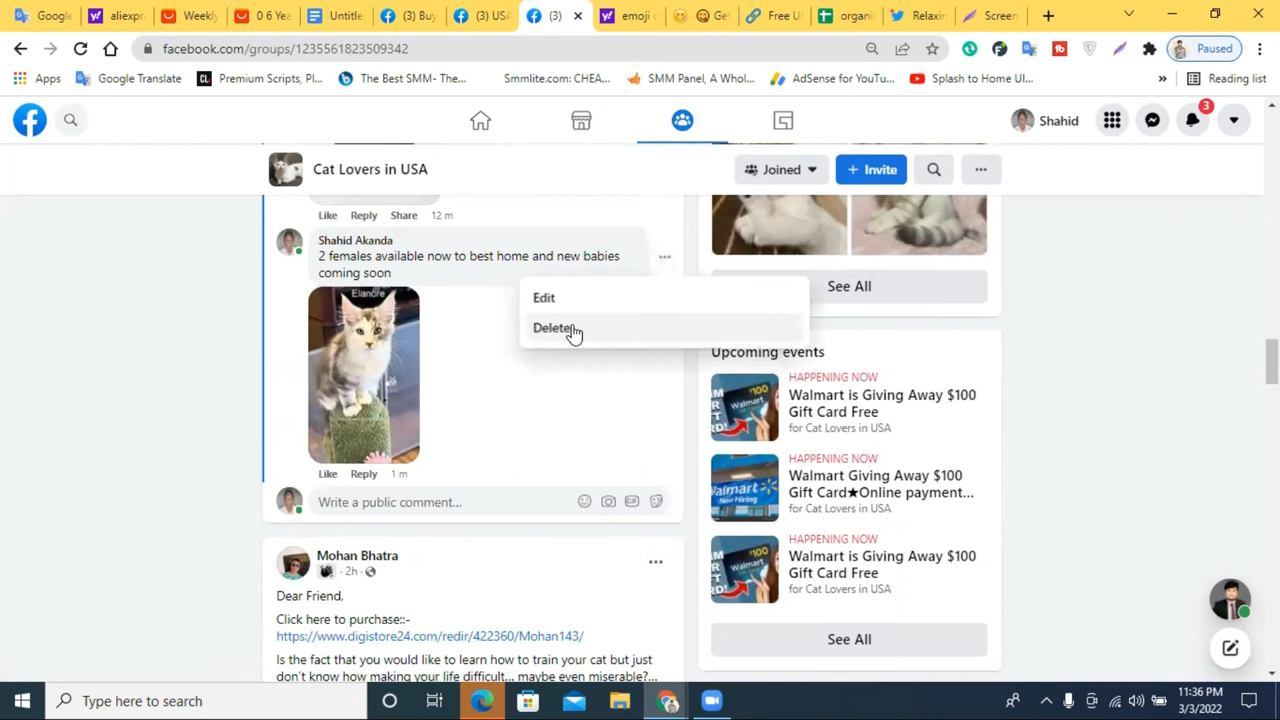 Google
aliexpre
Weekly
0 6 Yea
Untitle
(3) Buy
(3) USA
(3)
emoji c
Ge
Free U
organi
Relaxin
Screen
facebook.com/groups/1235561823509342
Paused
Apps
Google Translate
Premium Scripts, Pl...
The Best SMM- The...
Smmlite.com: CHEA...
SMM Panel, A Whol...
AdSense for YouTu...
Splash to Home UI...
»
Reading list
3
Shahid
Cat Lovers in USA
Joined
+ Invite
Like Reply Share 12 m
Shahid Akanda
2 females available now to best home and new babies
coming soon
Edit
Delete
Elanore
Like Reply 1 m
Write a public comment...
GIF
Mohan Bhatra
· 2h ·
Dear Friend,
Click here to purchase::-
https://www.digistore24.com/redir/422360/Mohan143/
Is the fact that you would like to learn how to train your cat but just
don't know how making your life difficult... maybe even miserable?...
See All
Upcoming events
HAPPENING NOW
Walmart is Giving Away $100
Gift Card Free
for Cat Lovers in USA
HAPPENING NOW
Walmart Giving Away $100
Gift Card★Online payment...
for Cat Lovers in USA
HAPPENING NOW
Walmart is Giving Away $100
Gift Card Free
for Cat Lovers in USA
See All
Type here to search
11:36 PM
3/3/2022